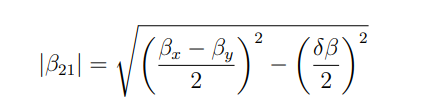 |β₂₁| = √((βₓ − β_y)/2)² − (δβ/2)²